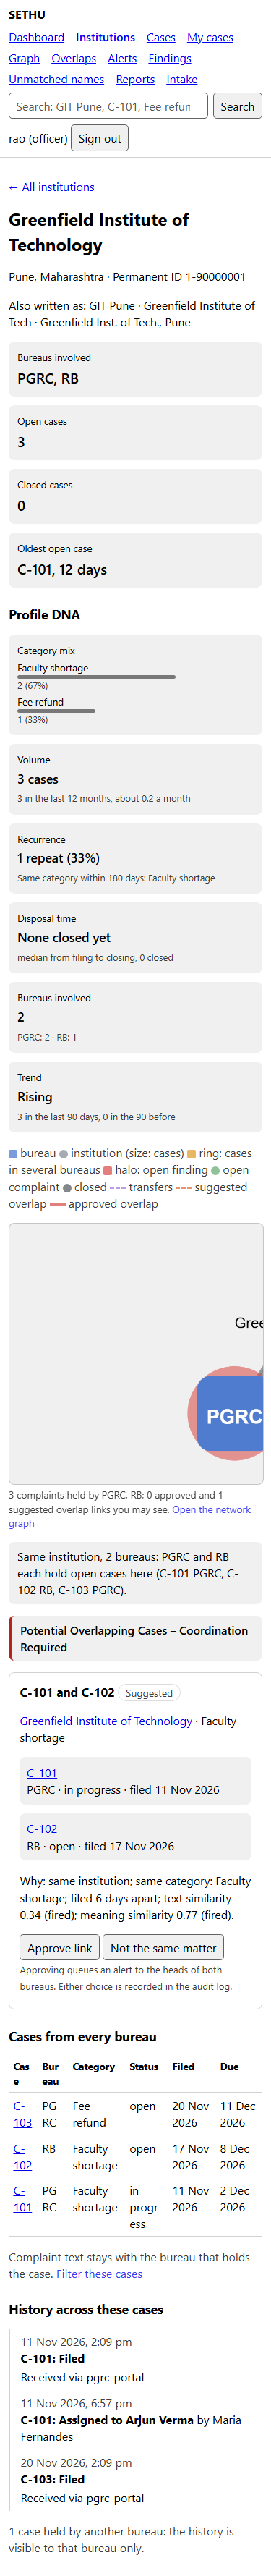 SETHU
Dashboard Institutions Cases My cases
Graph Overlaps Alerts Findings
Unmatched names Reports Intake
Search: GIT Pune, C-101, Fee refun Search
rao (officer) Sign out
← All institutions
Greenfield Institute of
Technology
Pune, Maharashtra · Permanent ID 1-90000001
Also written as: GIT Pune · Greenfield Institute of
Tech · Greenfield Inst. of Tech., Pune
Bureaus involved
PGRC, RB
Open cases
3
Closed cases
0
Oldest open case
C-101, 12 days
Profile DNA
Category mix
Faculty shortage
2 (67%)
Fee refund
1 (33%)
Volume
3 cases
3 in the last 12 months, about 0.2 a month
Recurrence
1 repeat (33%)
Same category within 180 days: Faculty shortage
Disposal time
None closed yet
median from filing to closing, 0 closed
Bureaus involved
2
PGRC: 2 · RB: 1
Trend
Rising
3 in the last 90 days, 0 in the 90 before
bureau institution (size: cases) ring: cases
in several bureaus halo: open finding open
complaint closed transfers suggested
overlap approved overlap
Gree
PGRC
3 complaints held by PGRC, RB; 0 approved and 1
suggested overlap links you may see. Open the network
graph
Same institution, 2 bureaus: PGRC and RB
each hold open cases here (C-101 PGRC, C-
102 RB, C-103 PGRC).
Potential Overlapping Cases – Coordination
Required
C-101 and C-102 Suggested
Greenfield Institute of Technology · Faculty
shortage
C-101
PGRC · in progress · filed 11 Nov 2026
C-102
RB · open · filed 17 Nov 2026
Why: same institution; same category: Faculty
shortage; filed 6 days apart; text similarity
0.34 (fired); meaning similarity 0.77 (fired).
Approve link Not the same matter
Approving queues an alert to the heads of both
bureaus. Either choice is recorded in the audit log.
Cases from every bureau
Cas Bur Category Status Filed Due
e eau
C- PG Fee open 20 Nov 11 Dec
103 RC refund 2026 2026
C- RB Faculty open 17 Nov 8 Dec
102 shortage 2026 2026
C- PG Faculty in 11 Nov 2 Dec
101 RC shortage progr 2026 2026
ess
Complaint text stays with the bureau that holds
the case. Filter these cases
History across these cases
11 Nov 2026, 2:09 pm
C-101: Filed
Received via pgrc-portal
11 Nov 2026, 6:57 pm
C-101: Assigned to Arjun Verma by Maria
Fernandes
20 Nov 2026, 2:09 pm
C-103: Filed
Received via pgrc-portal
1 case held by another bureau: the history is
visible to that bureau only.